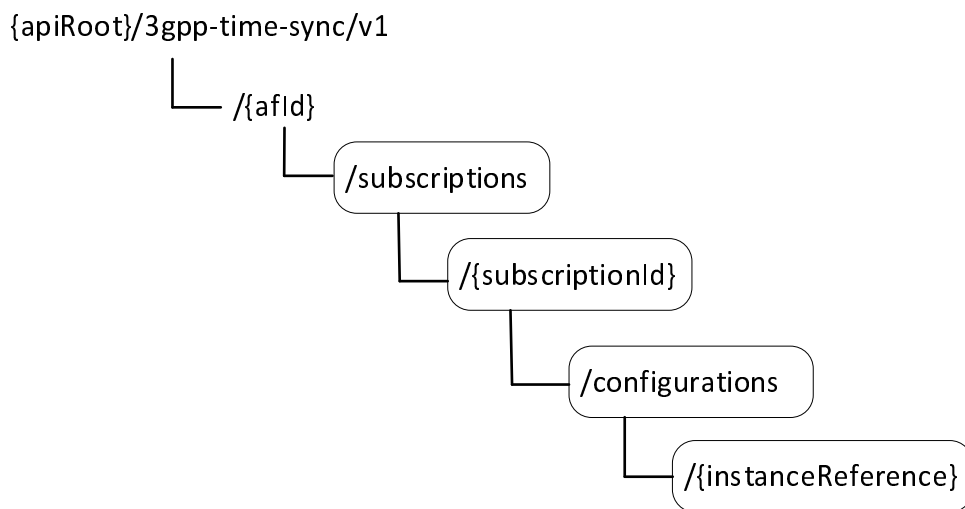 {apiRoot}/3gpp-time-sync/v1
/{afId}
/subscriptions
/{subscriptionId}
/configurations
/{instanceReference}